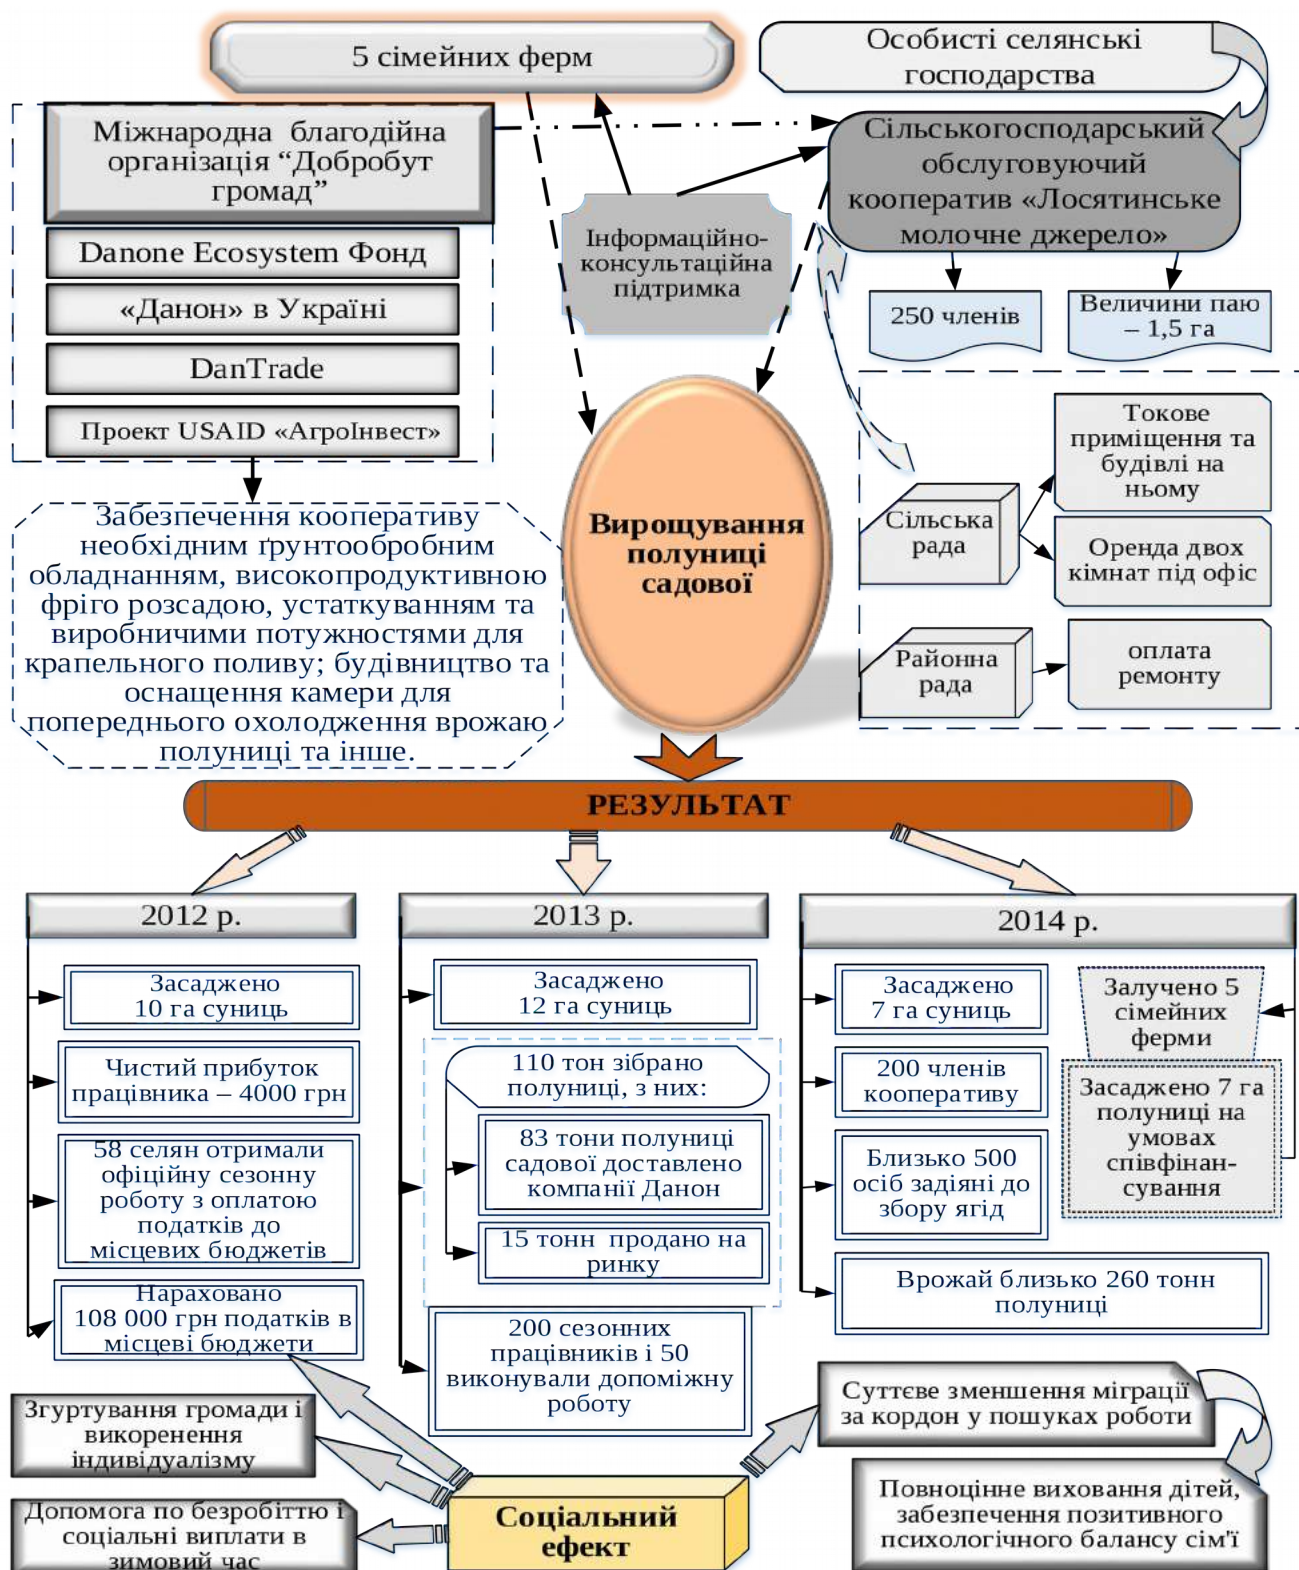 5 сімейних ферм
Особисті селянські
господарства
Міжнародна благодійна
організація “Добробут
громад”
Danone Ecosystem Фонд
«Данон» в Україні
DanTrade
Проект USAID «АгроІнвест»
Інформаційно-
консультаційна
підтримка
Сільськогосподарський
обслуговуючий
кооператив «Лосятинське
молочне джерело»
250 членів
Величини паю
– 1,5 га
Забезпечення кооперативу
необхідним ґрунтообробним
обладнанням, високопродуктивною
фріго розсадою, устаткуванням та
виробничими потужностями для
крапельного поливу; будівництво та
оснащення камери для
попереднього охолодження врожаю
полуниці та інше.
Вирощування
полуниці
садової
Сільська
рада
Токове
приміщення та
будівлі на
ньому
Оренда двох
кімнат під офіс
Районна
рада
оплата
ремонту
РЕЗУЛЬТАТ
2012 р.
Засаджено
10 га суниць
Чистий прибуток
працівника – 4000 грн
58 селян отримали
офіційну сезонну
роботу з оплатою
податків до
місцевих бюджетів
Нараховано
108 000 грн податків в
місцеві бюджети
2013 р.
Засаджено
12 га суниць
110 тон зібрано
полуниці, з них:
83 тони полуниці
садової доставлено
компанії Данон
15 тонн продано на
ринку
200 сезонних
працівників і 50
виконували допоміжну
роботу
2014 р.
Засаджено
7 га суниць
200 членів
кооперативу
Близько 500
осіб задіяні до
збору ягід
Врожай близько 260 тонн
полуниці
Залучено 5
сімейних
ферми
Засаджено 7 га
полуниці на
умовах
співфінан-
сування
Згуртування громади і
викоренення
індивідуалізму
Допомога по безробіттю і
соціальні виплати в
зимовий час
Соціальний
ефект
Суттєве зменшення міграції
за кордон у пошуках роботи
Повноцінне виховання дітей,
забезпечення позитивного
психологічного балансу сім'ї